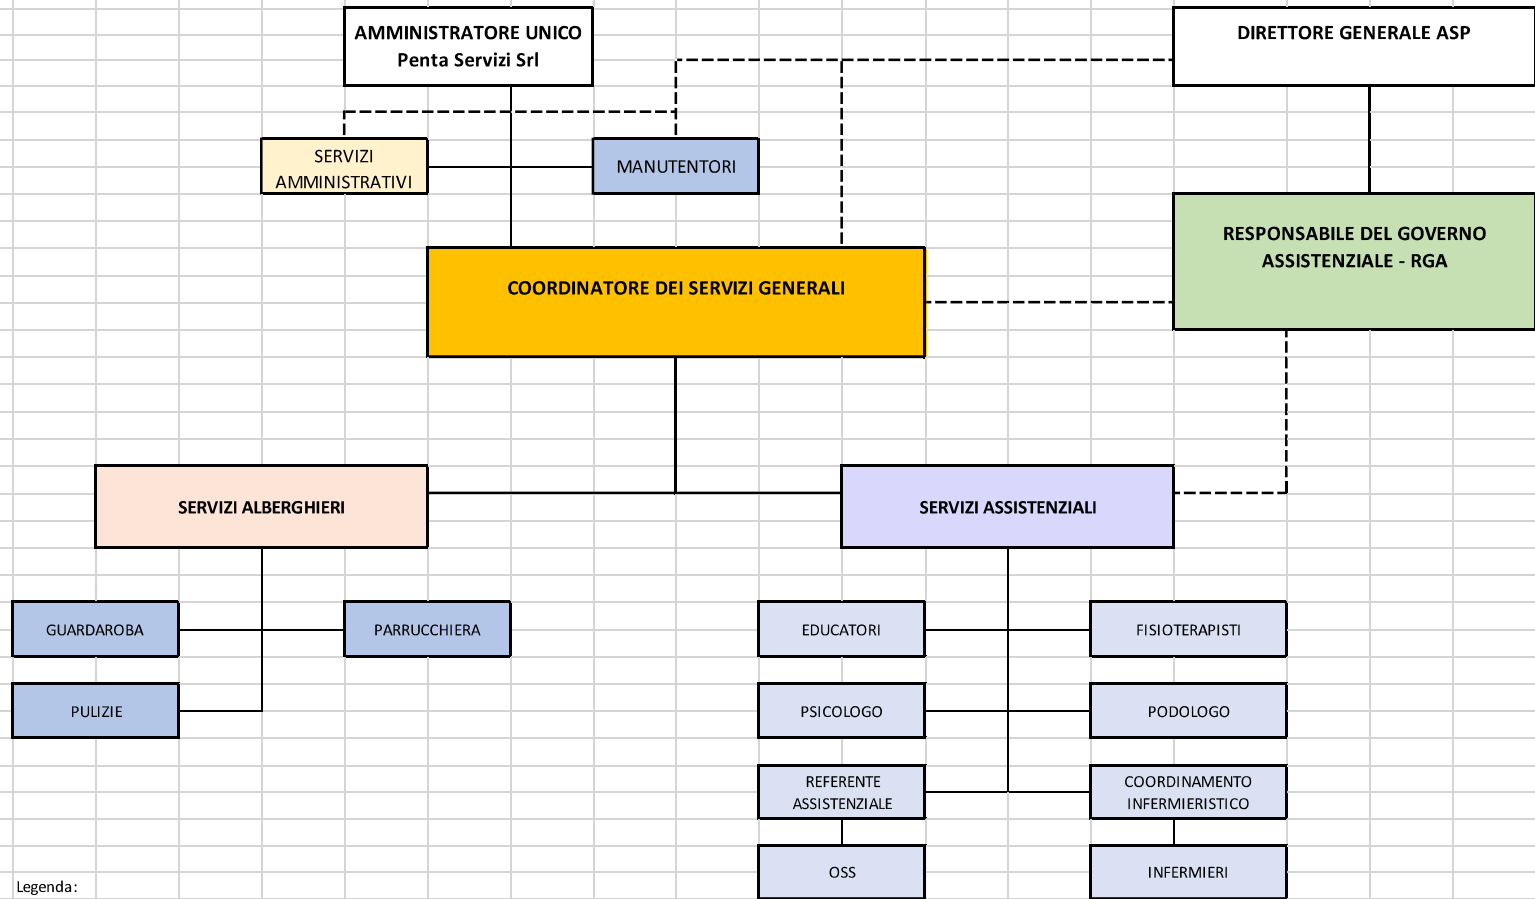 AMMINISTRATORE UNICO
Penta Servizi Srl
DIRETTORE GENERALE ASP
SERVIZI
AMMINISTRATIVI
MANUTENTORI
RESPONSABILE DEL GOVERNO
ASSISTENZIALE - RGA
COORDINATORE DEI SERVIZI GENERALI
SERVIZI ALBERGHIERI
SERVIZI ASSISTENZIALI
GUARDAROBA
PARRUCCHIERA
EDUCATORI
FISIOTERAPISTI
PULIZIE
PSICOLOGO
PODOLOGO
REFERENTE
ASSISTENZIALE
COORDINAMENTO
INFERMIERISTICO
OSS
INFERMIERI
Legenda: